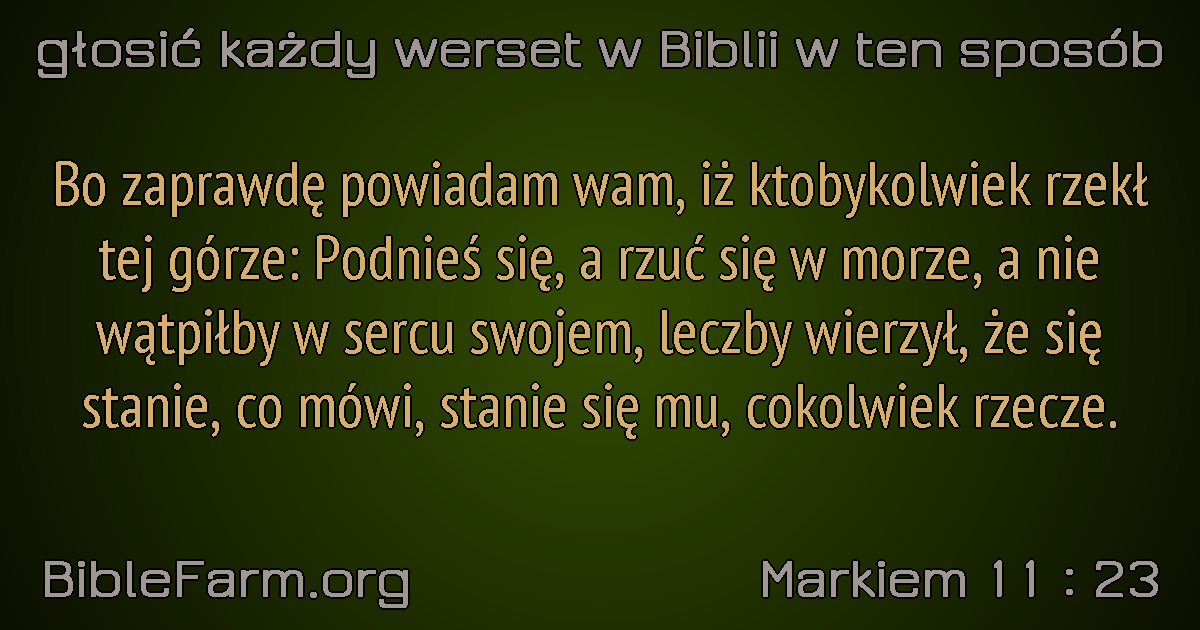 głosić każdy werset w Biblii w ten sposób
Bo zaprawdę powiadam wam, iż ktobykolwiek rzekł
tej górze: Podnieś się, a rzuć się w morze, a nie
wątpiłby w sercu swojem, leczby wierzył, że się
stanie, co mówi, stanie się mu, cokolwiek rzecze.
BibleFarm.org
Markiem 11 : 23